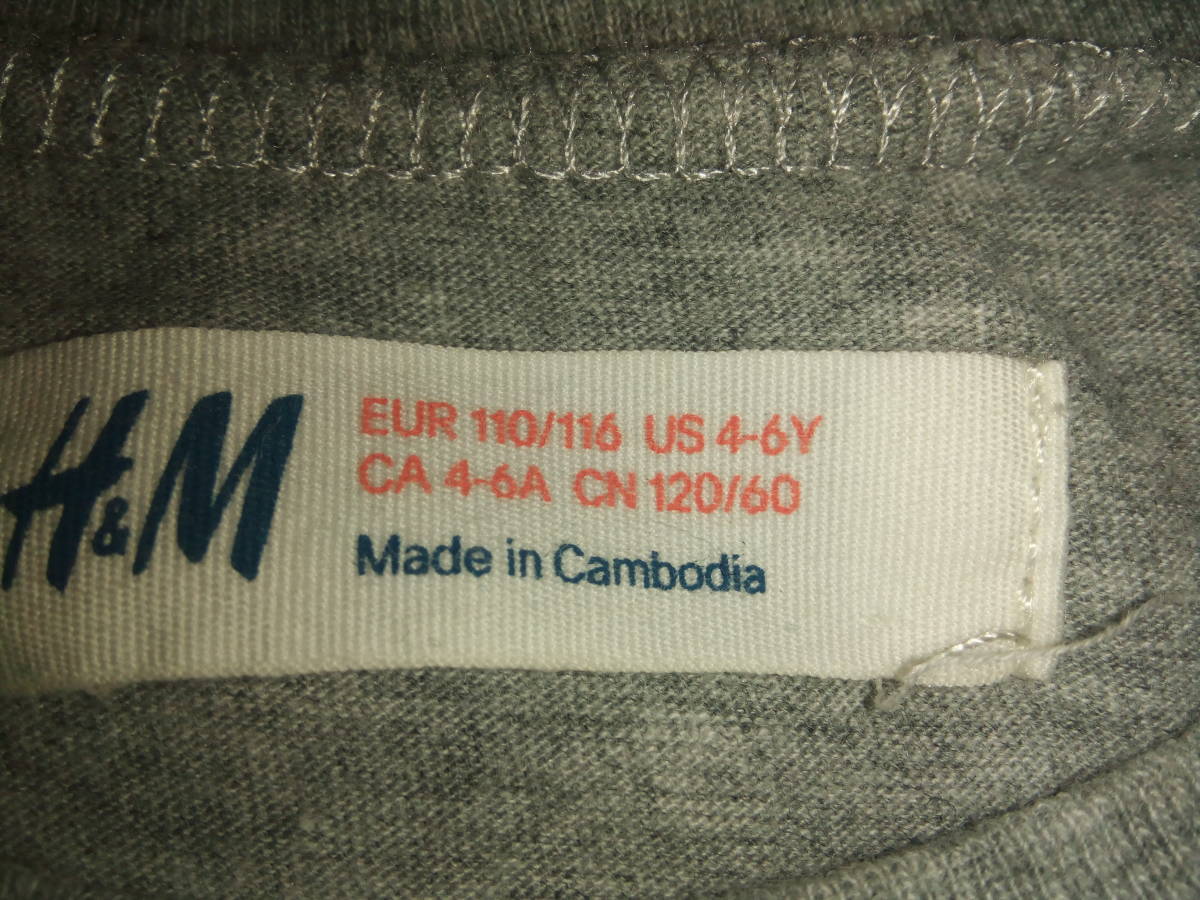 H&M
EUR 110/116 US 4-6Y
CA 4-6A CN 120/60
Made in Cambodia